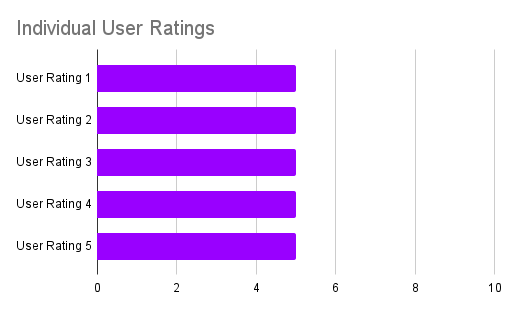 Individual User Ratings
User Rating 1
User Rating 2
User Rating 3
User Rating 4
User Rating 5
0 2 4 6 8 10